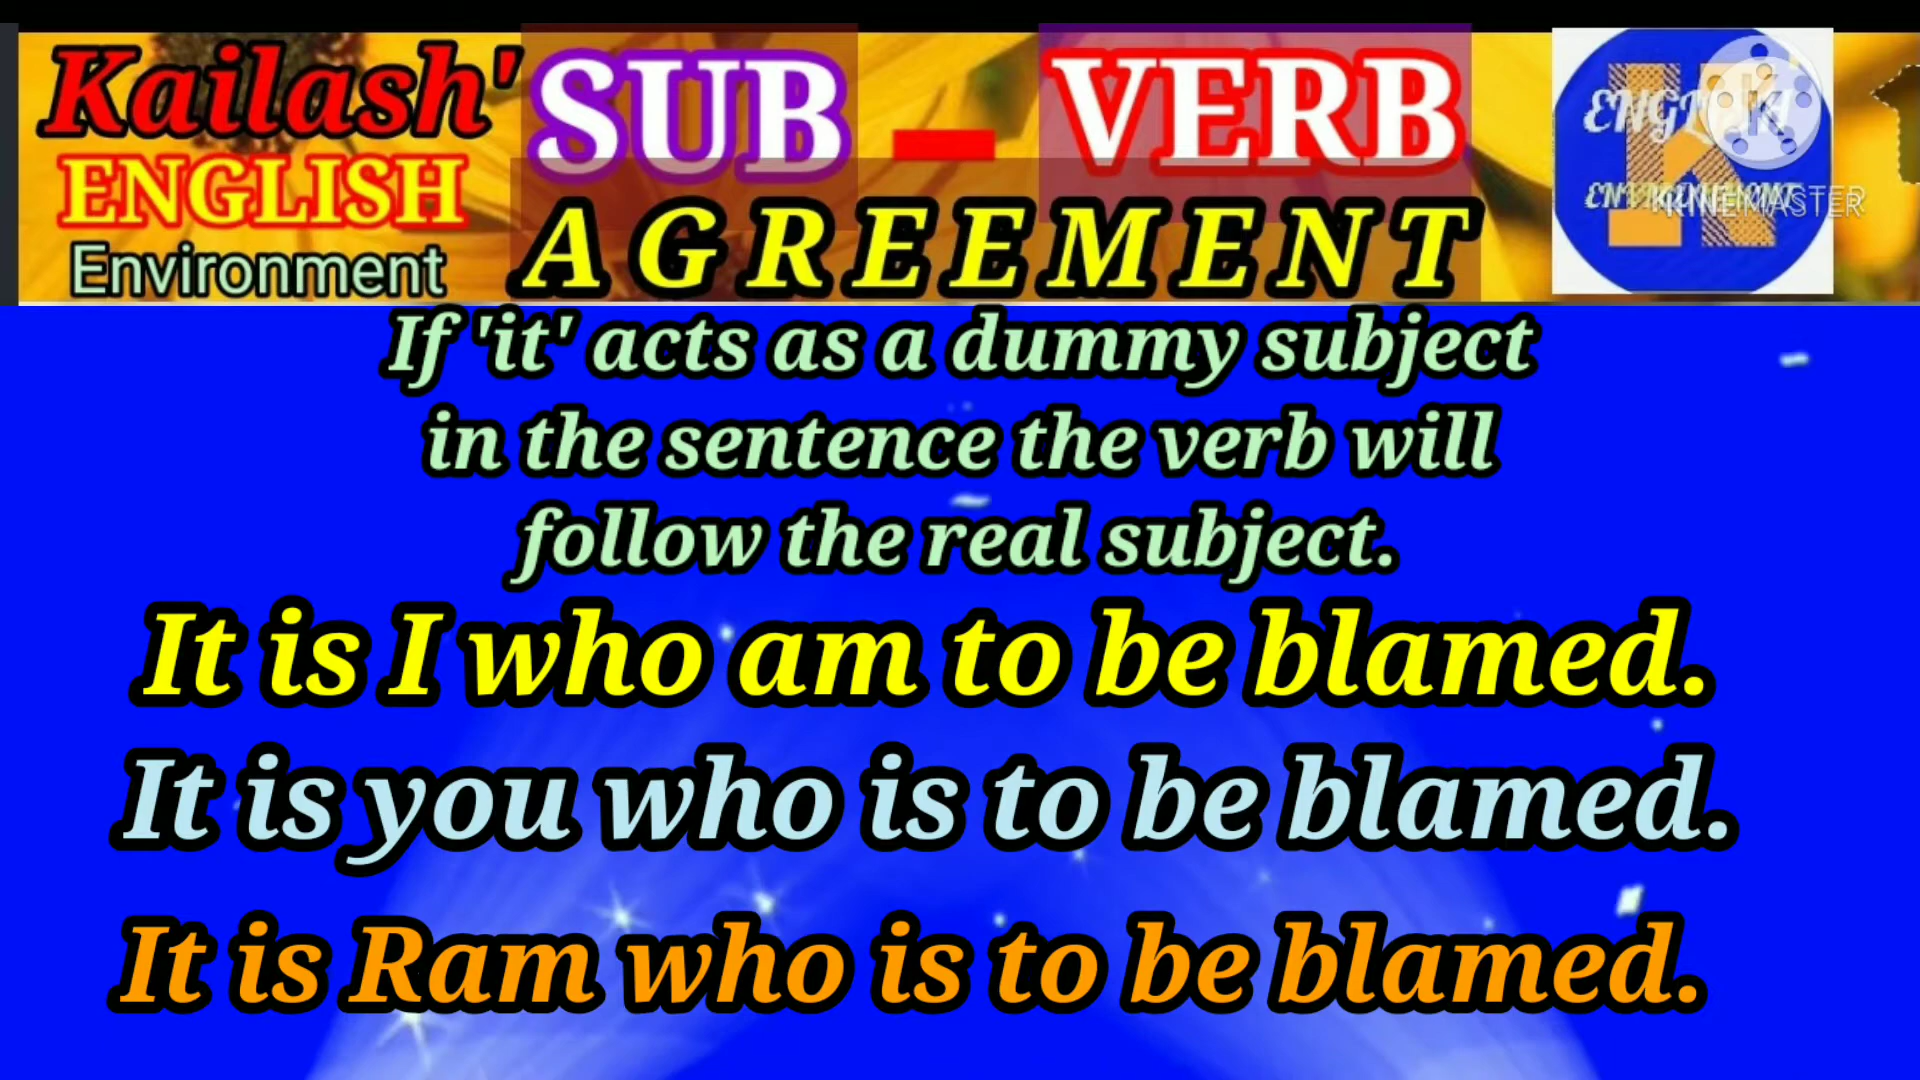 Kailash'
ENGLISH
Environment
SUB - VERB
AGREEMENT
KINEMASTER
If 'it' acts as a dummy subject
in the sentence the verb will
follow the real subject.
It is I who am to be blamed.
It is you who is to be blamed.
It is Ram who is to be blamed.